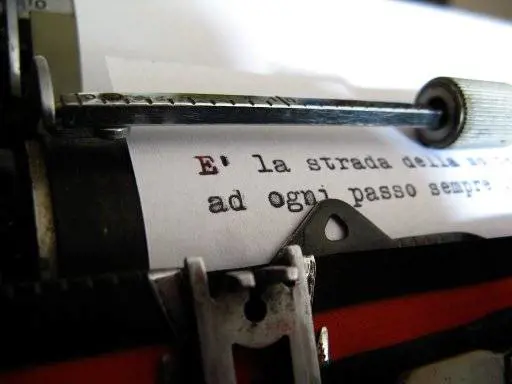 E' la strada della
ad ogni passo sempre